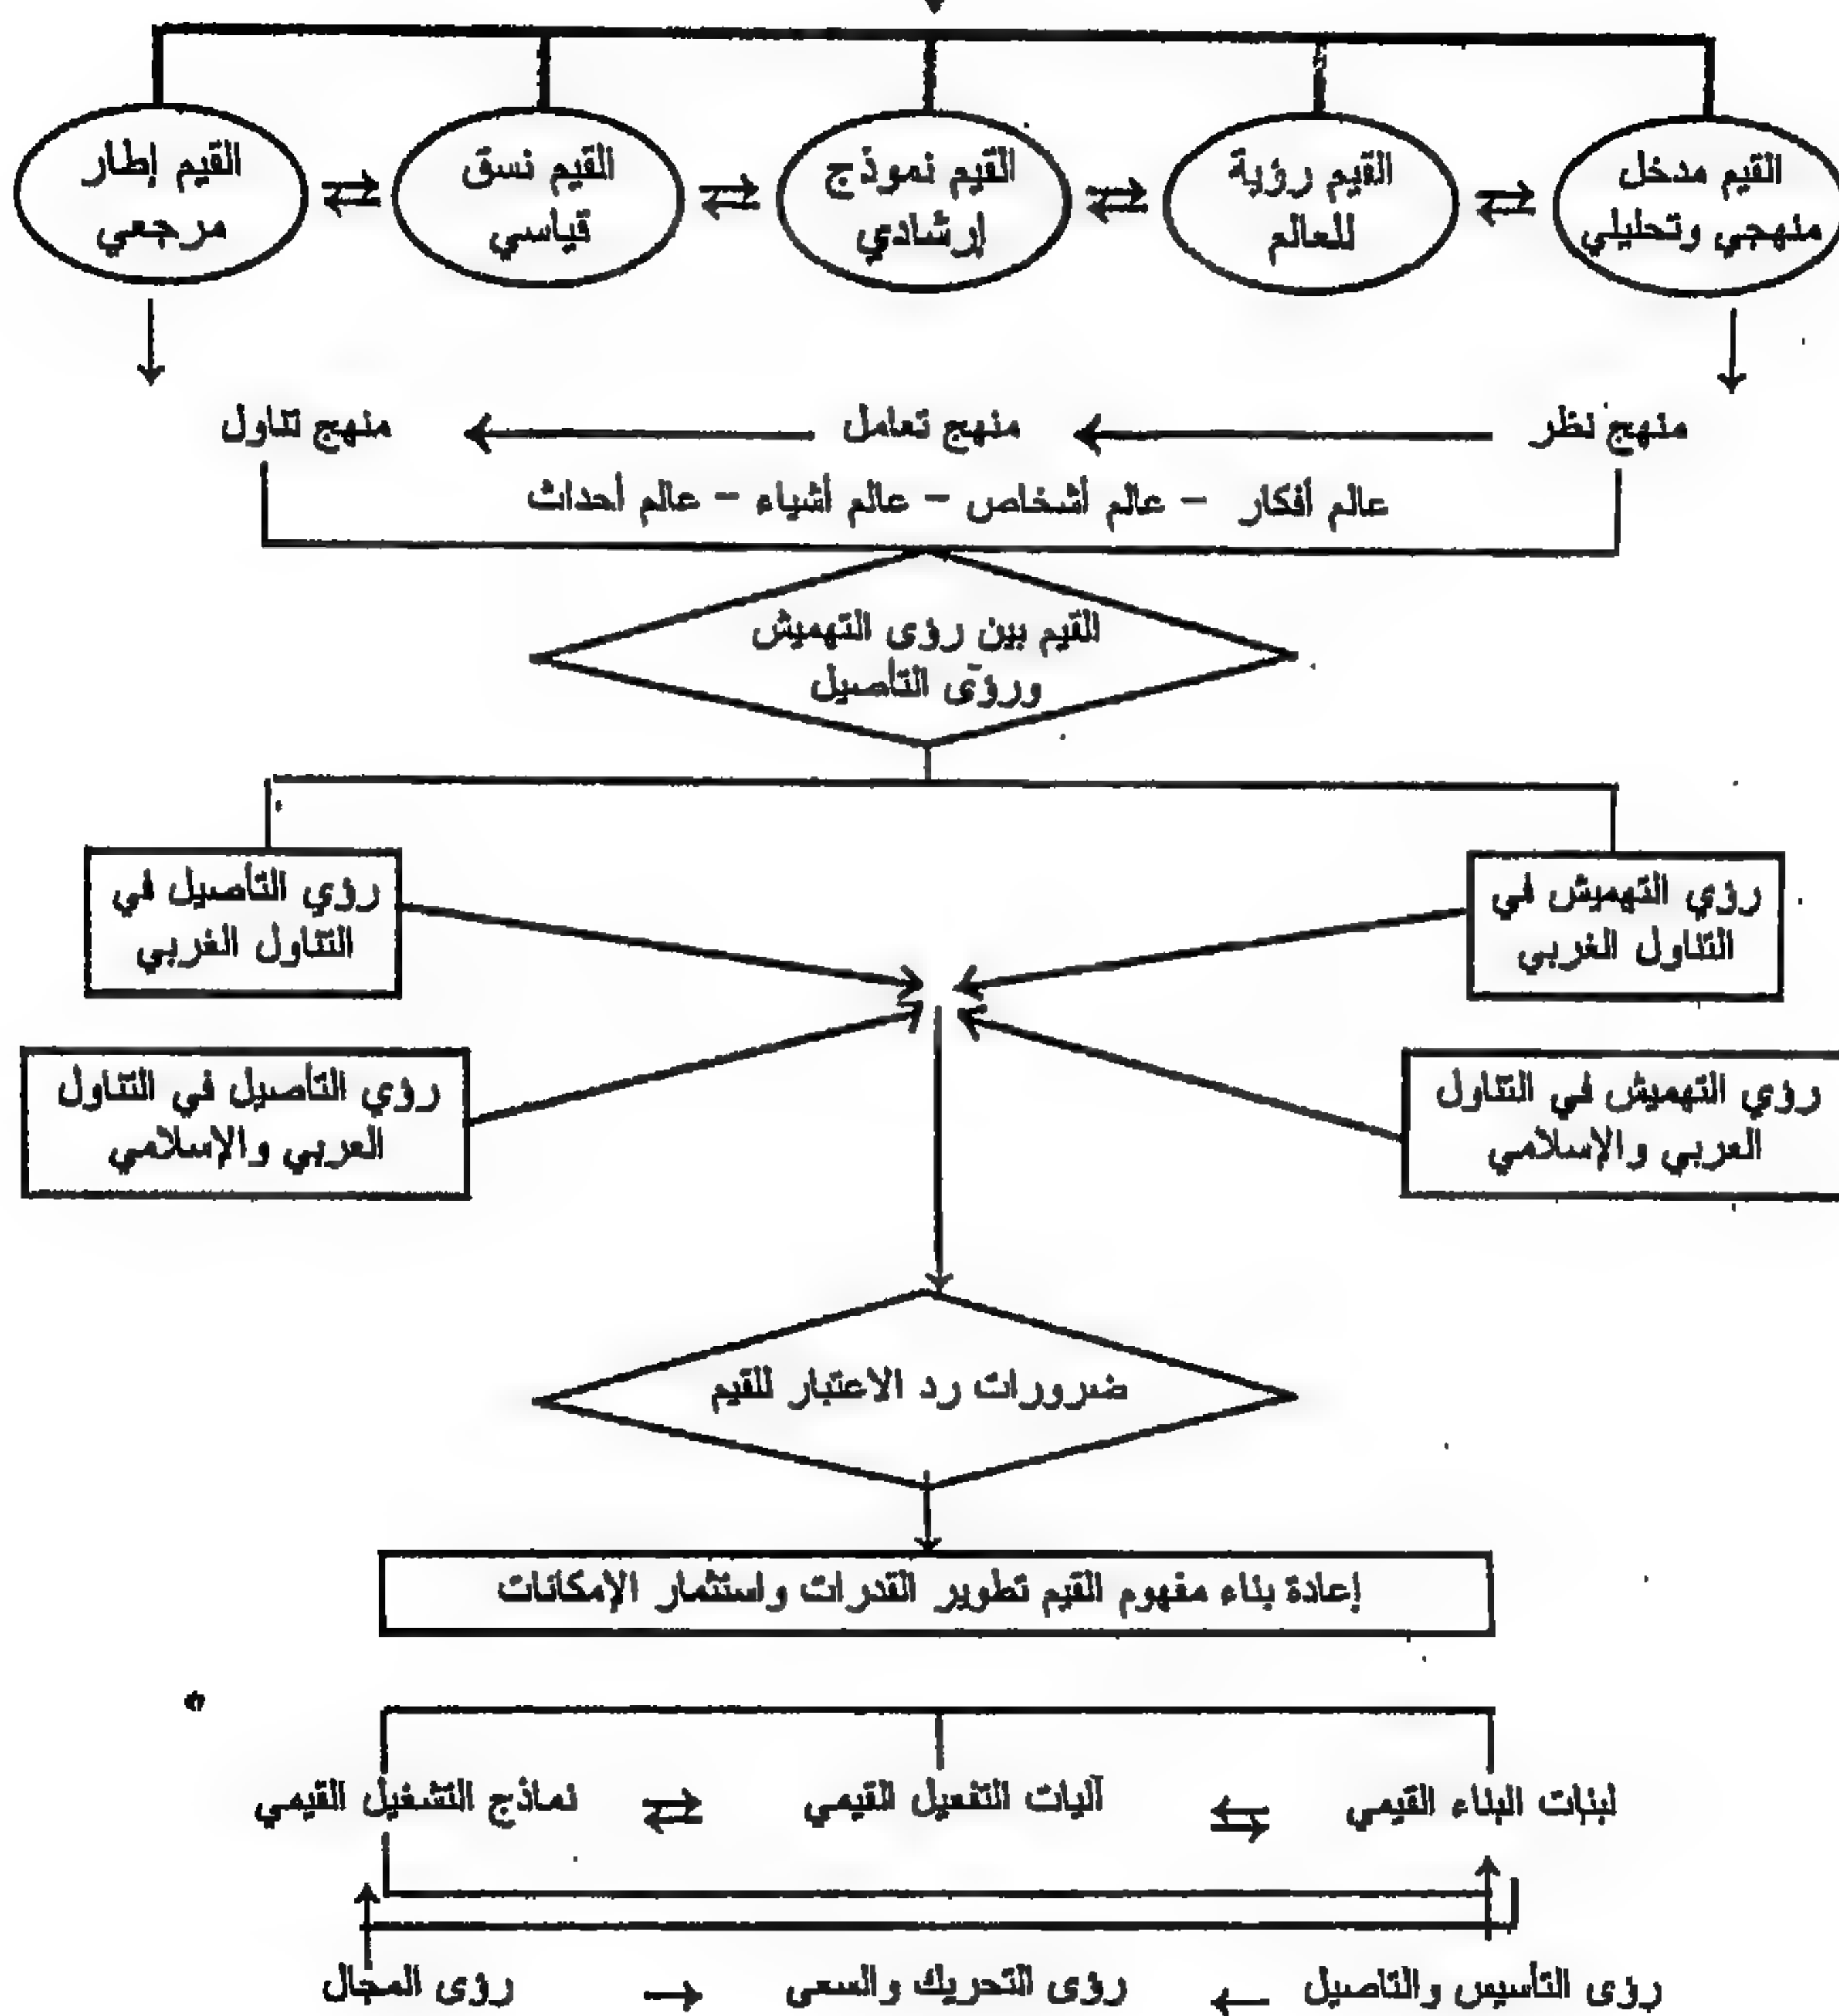 القيم مدخل
منهجي وتحليلي
القيم رؤية
للعالم
القيم نموذج
إرشادي
القيم نسق
قياسي
القيم إطار
مرجعي
منهج نظر
منهج تعامل
منهج تناول
عالم أفكار - عالم أشخاص - عالم أشياء - عالم أحداث
القيم بين رؤى التهميش
ورؤى التأصيل
رؤي التهميش في
التناول الغربي
رؤي التأصيل في
التناول الغربي
رؤي التهميش في التناول
العربي والإسلامي
رؤي التأصيل في التناول
العربي والإسلامي
ضرورات رد الاعتبار للقيم
إعادة بناء مفهوم القيم تطوير القدرات واستثمار الإمكانات
لبنات البناء القيمي
آليات التفعيل القيمي
نماذج التشغيل القيمي
رؤى التأسيس والتاصيل
رؤى التحريك والسعى
رؤى المجال